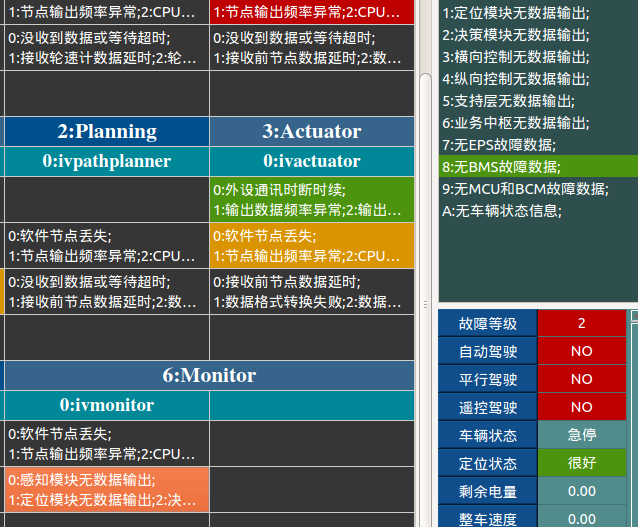 1:节点输出频率异常;2:CPU…
1:节点输出频率异常;2:CPU…
0:没收到数据或等待超时;
1:接收轮速计数据延时;2:轮…
0:没收到数据或等待超时;
1:接收前节点数据延时;2:数…
2:Planning
3:Actuator
0:ivpathplanner
0:ivactuator
0:外设通讯时断时续;
1:输出数据频率异常;2:输出…
0:软件节点丢失;
1:节点输出频率异常;2:CPU…
0:软件节点丢失;
1:节点输出频率异常;2:CPU…
0:没收到数据或等待超时;
1:接收前节点数据延时;2:数…
0:接收前节点数据延时;
1:数据格式转换失败;2:数据…
6:Monitor
0:ivmonitor
0:软件节点丢失;
1:节点输出频率异常;2:CPU…
0:感知模块无数据输出;
1:定位模块无数据输出;2:决…
1:定位模块无数据输出;
2:决策模块无数据输出;
3:横向控制无数据输出;
4:纵向控制无数据输出;
5:支持层无数据输出;
6:业务中枢无数据输出;
7:无EPS故障数据;
8:无BMS故障数据;
9:无MCU和BCM故障数据;
A:无车辆状态信息;
故障等级 2
自动驾驶 NO
平行驾驶 NO
遥控驾驶 NO
车辆状态 急停
定位状态 很好
剩余电量 0.00
整车速度 0.00